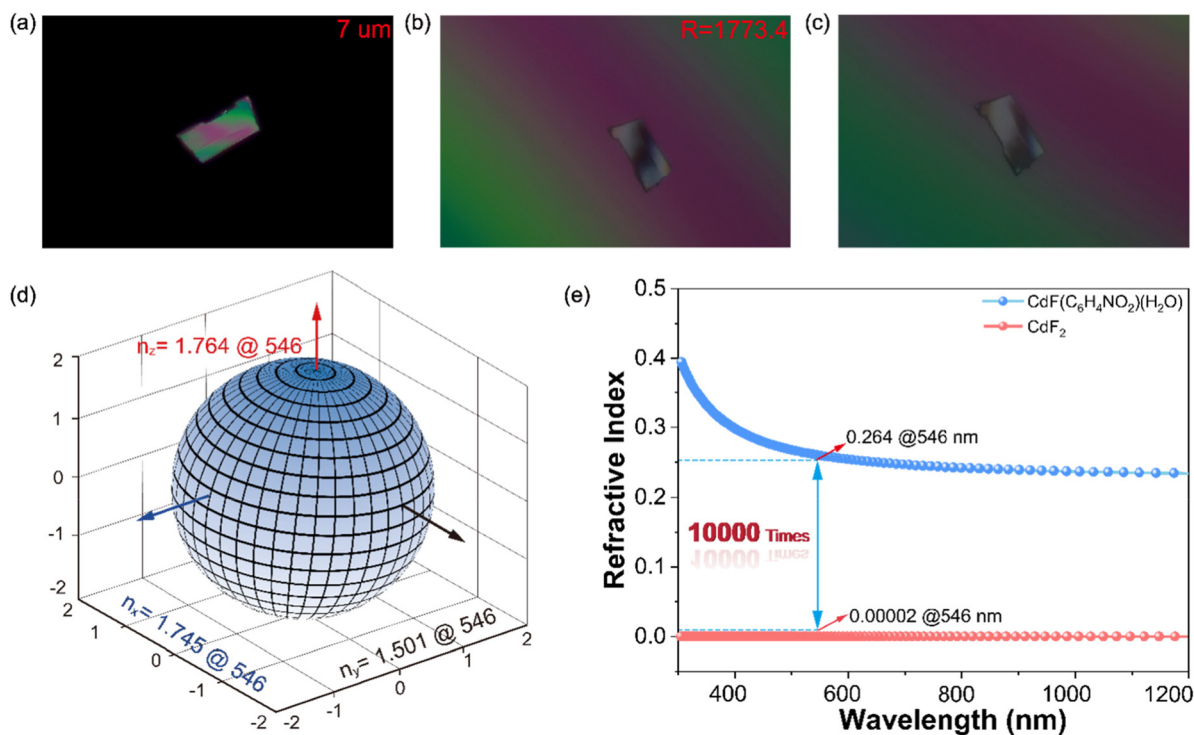 (a)
7 um
(b)
R=1773.4
(c)
(d)
n_z= 1.764 @ 546
2
1
0
-1
-2
2
1
0
-1
-2
n_x= 1.745 @ 546
-2
-1
0
1
2
n_y= 1.501 @ 546
(e)
Refractive Index
0.5
0.4
0.3
0.2
0.1
0.0
CdF(C₆H₄NO₂)(H₂O)
CdF₂
0.264 @546 nm
10000 Times
10000 Times
0.00002 @546 nm
400
600
800
1000
1200
Wavelength (nm)